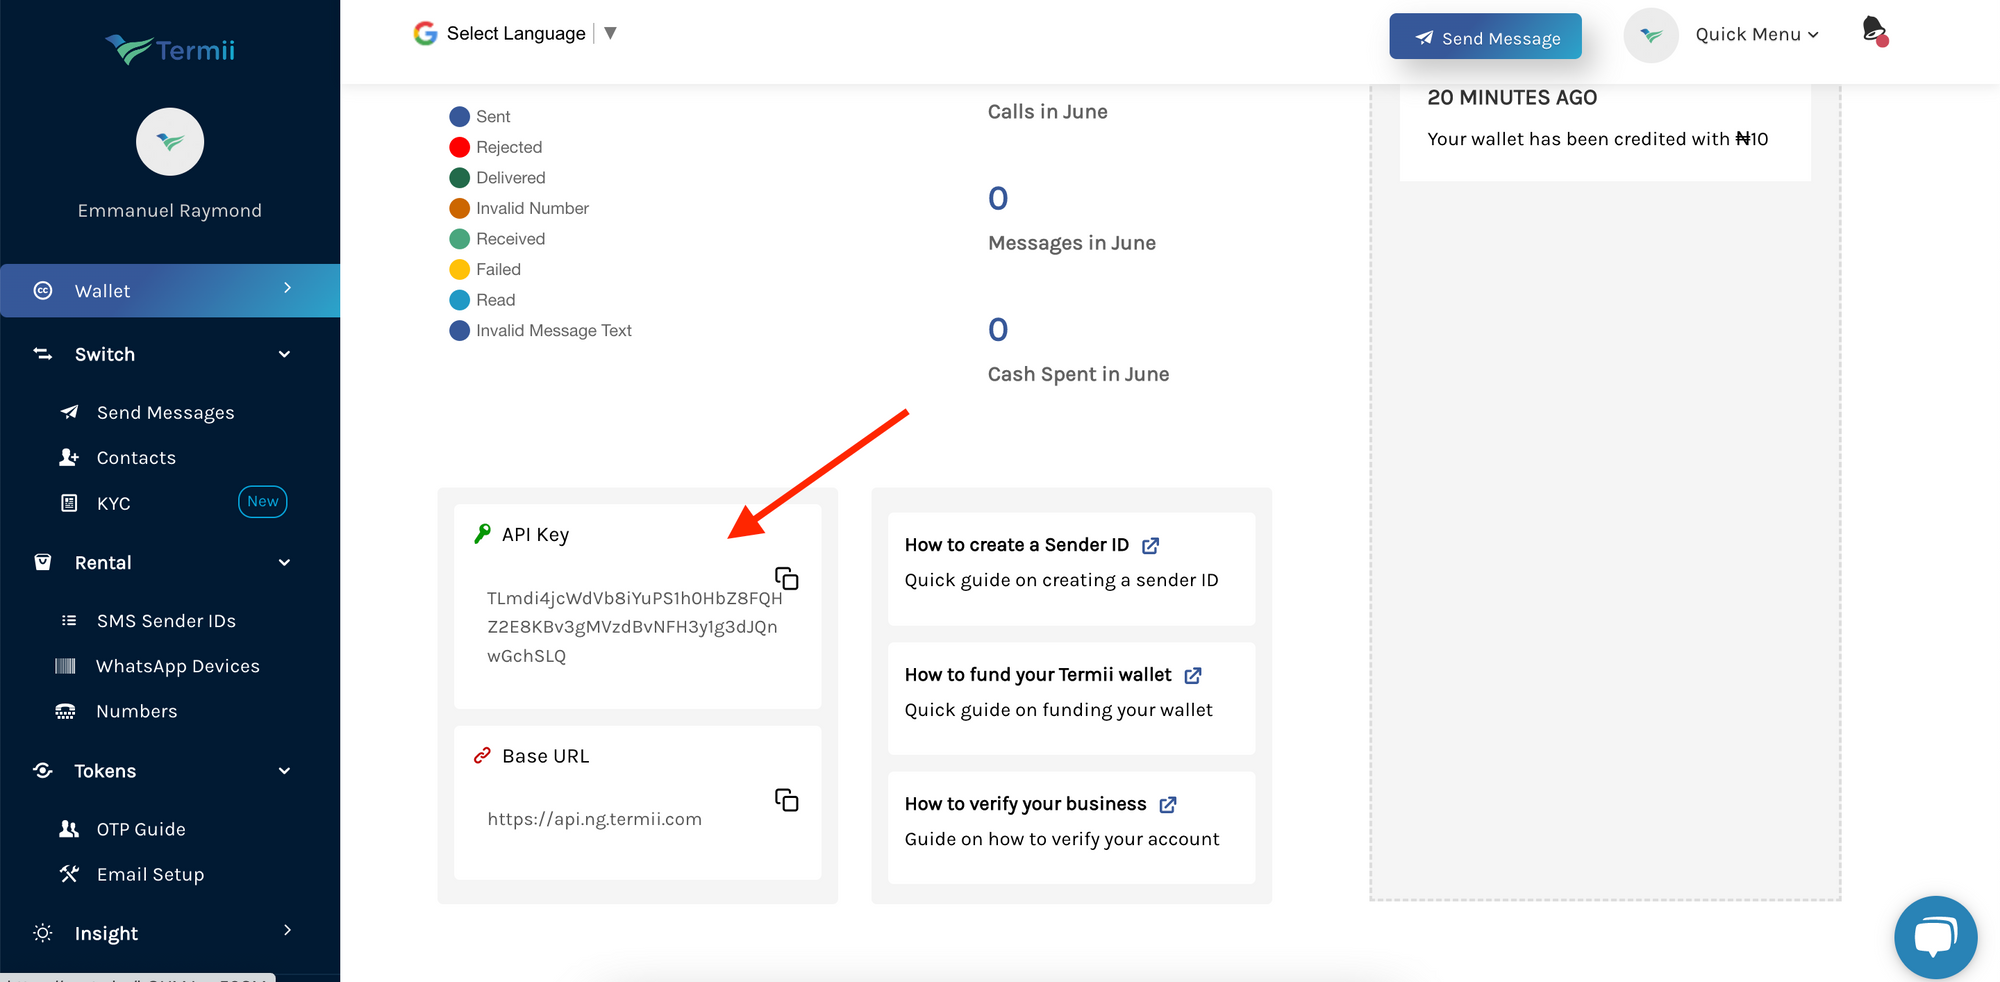 Termii
Emmanuel Raymond
Wallet
Switch
Send Messages
Contacts
KYC
New
Rental
SMS Sender IDs
WhatsApp Devices
Numbers
Tokens
OTP Guide
Email Setup
Insight
Select Language
Send Message
Quick Menu
Sent
Rejected
Delivered
Invalid Number
Received
Failed
Read
Invalid Message Text
Calls in June
0
Messages in June
0
Cash Spent in June
20 MINUTES AGO
Your wallet has been credited with ₦10
API Key
TLmdi4jcWdVb8iYuPS1h0HbZ8FQH
Z2E8KBv3gMVzdBvNFH3y1g3dJQn
wGchSLQ
Base URL
https://api.ng.termii.com
How to create a Sender ID
Quick guide on creating a sender ID
How to fund your Termii wallet
Quick guide on funding your wallet
How to verify your business
Guide on how to verify your account